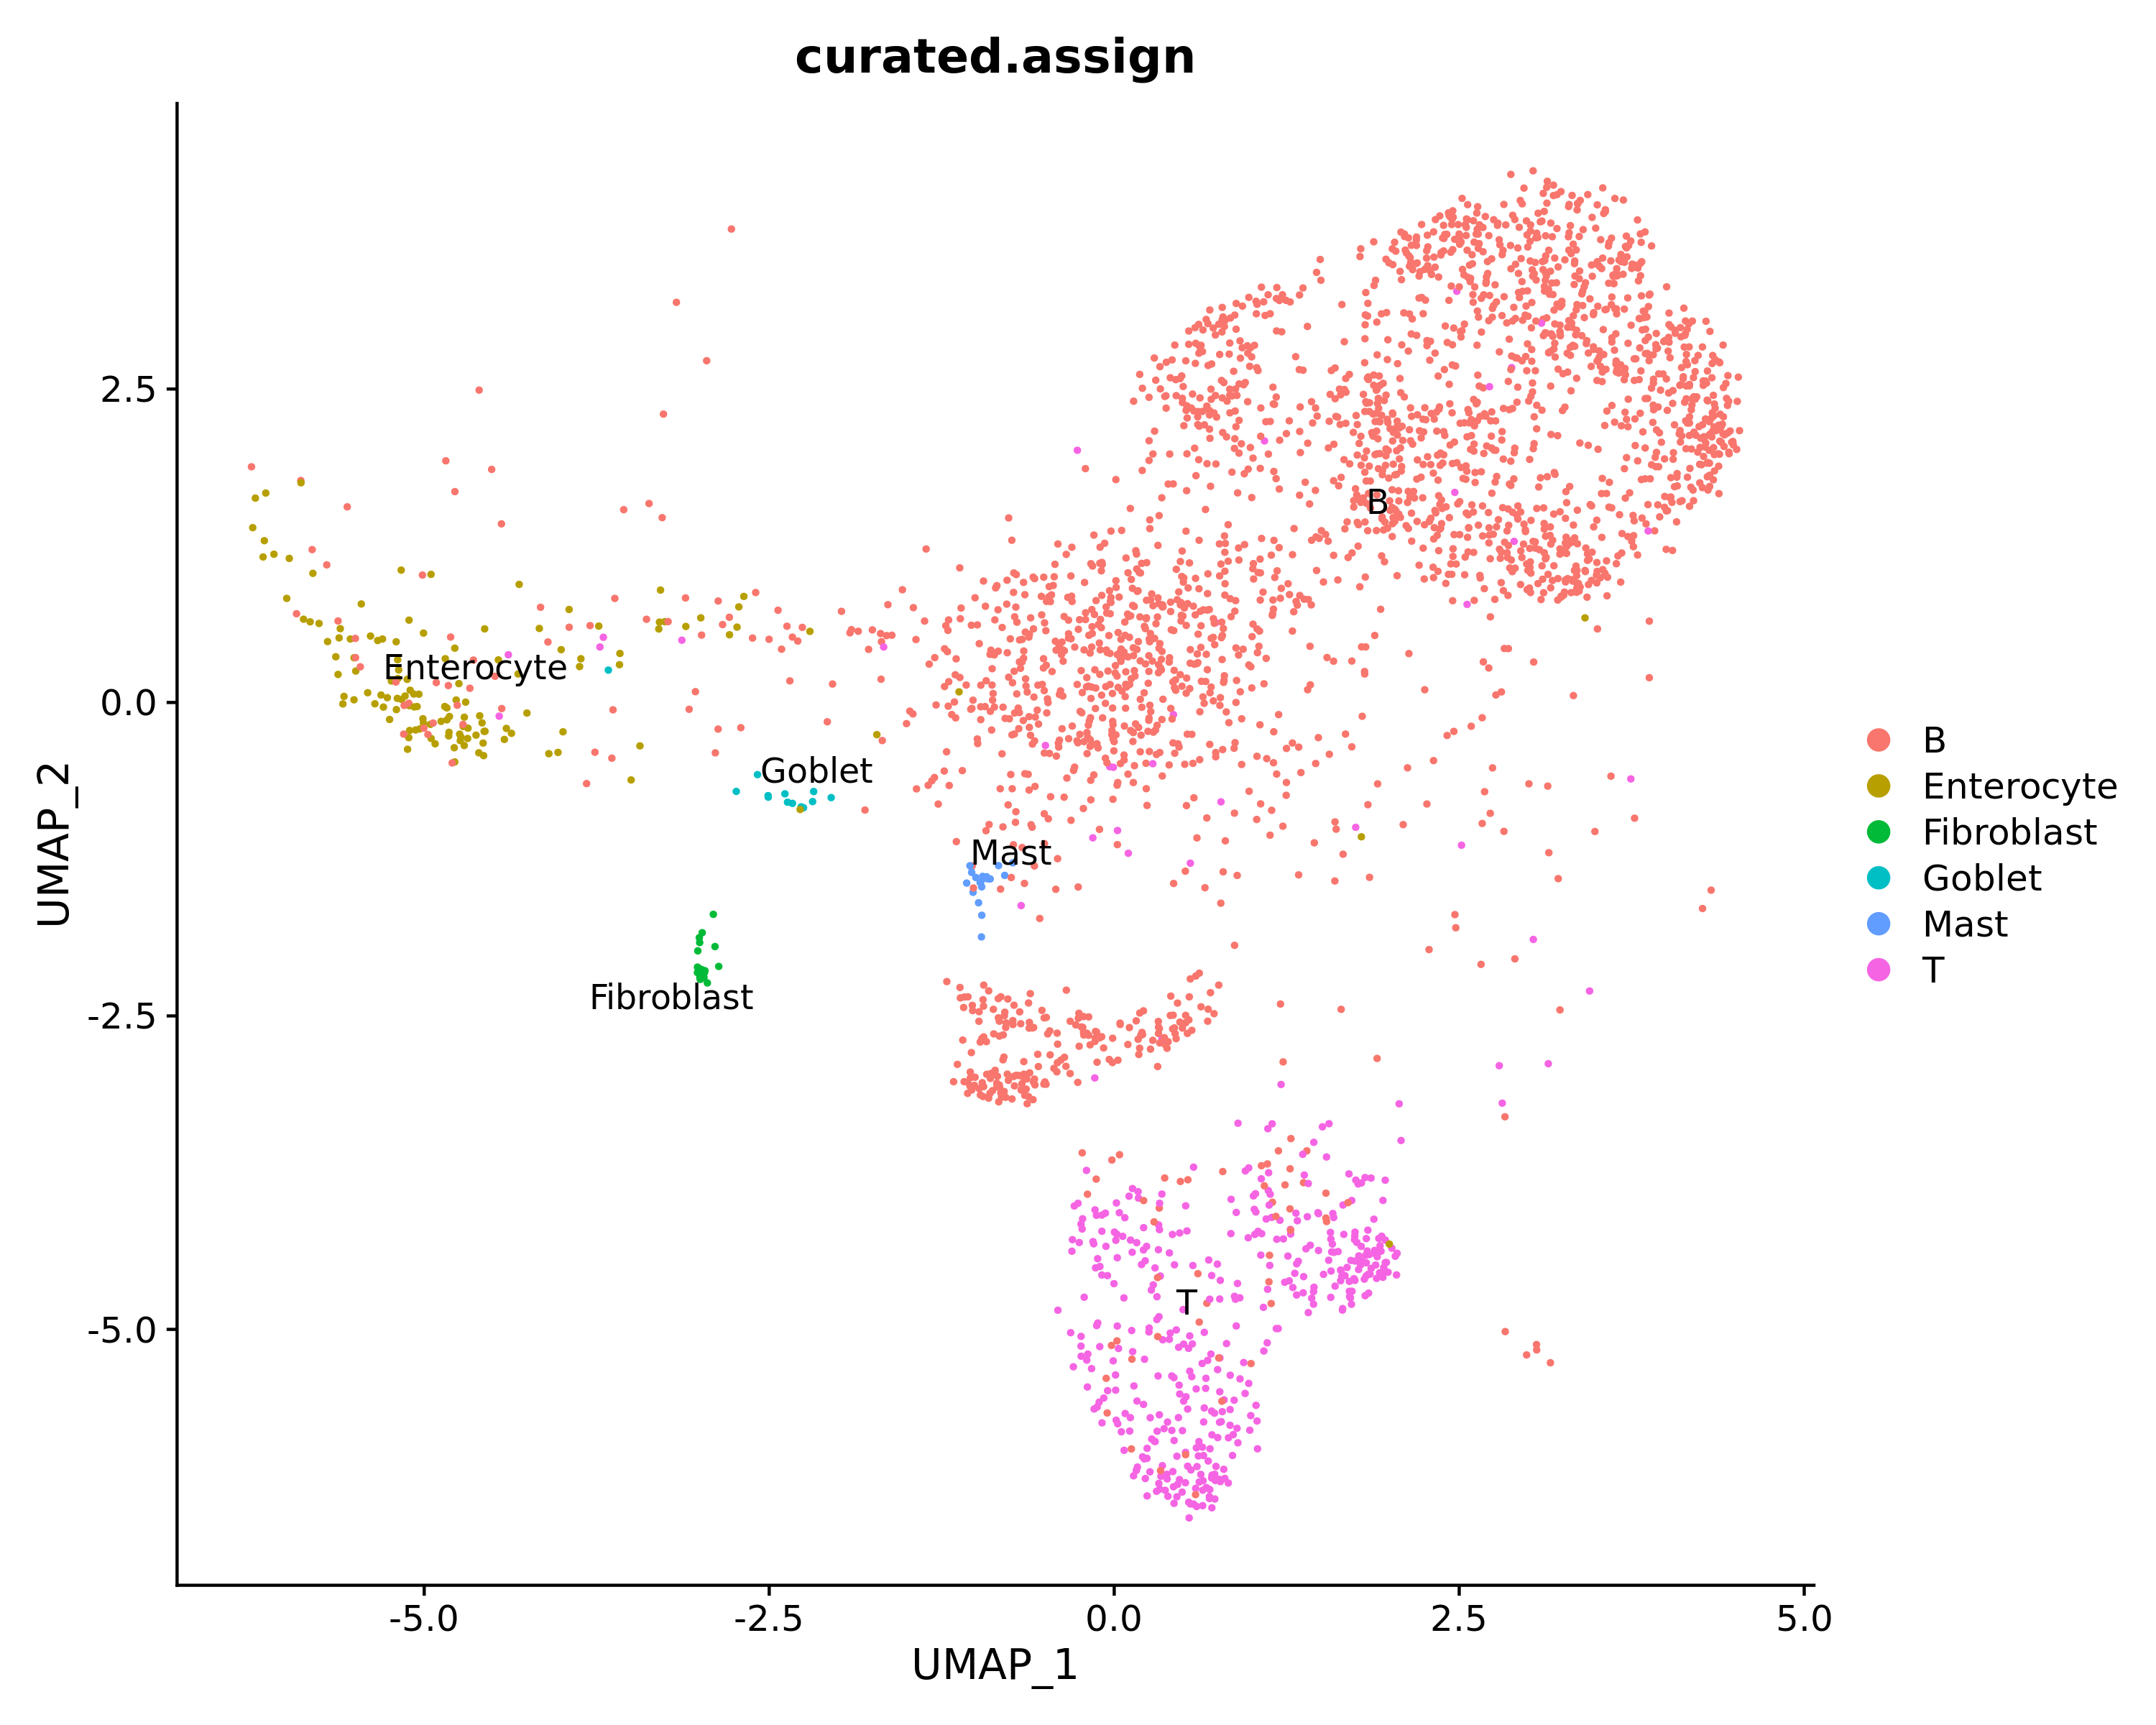 curated.assign
UMAP_2
2.5
0.0
-2.5
-5.0
B
Enterocyte
Goblet
Mast
Fibroblast
T
-5.0
-2.5
0.0
2.5
5.0
UMAP_1
B
Enterocyte
Fibroblast
Goblet
Mast
T